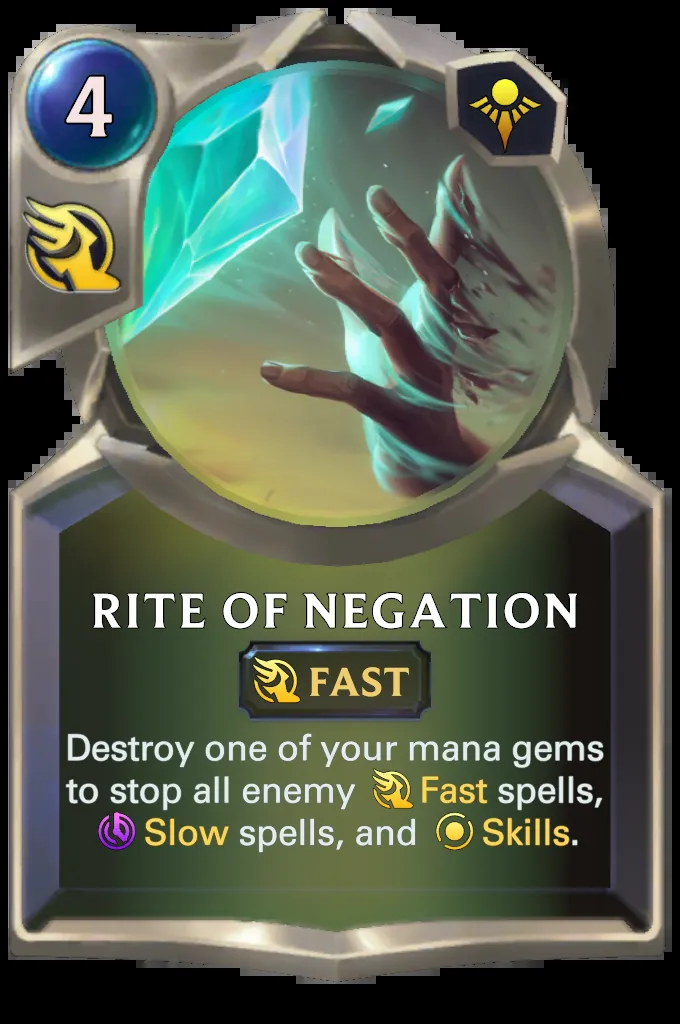 4
RITE OF NEGATION
FAST
Destroy one of your mana gems
to stop all enemy Fast spells,
Slow spells, and Skills.